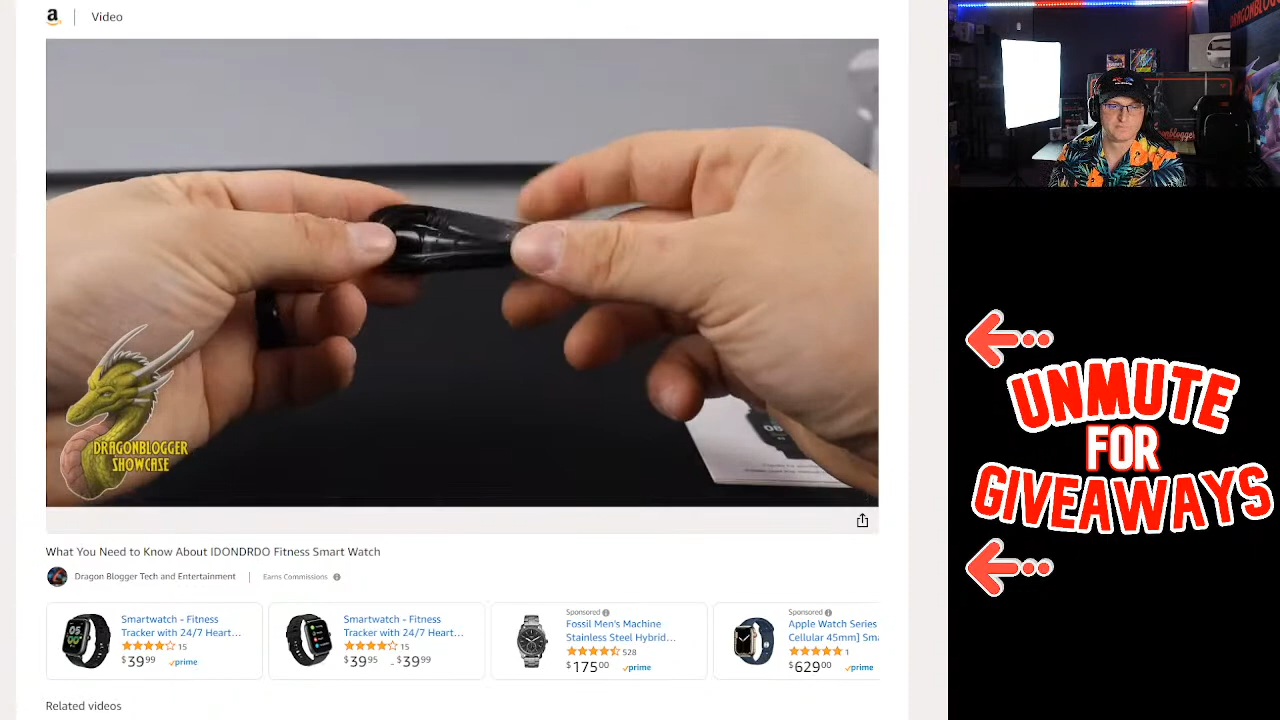 a
Video
DRAGONBLOGGER
SHOWCASE
What You Need to Know About IDONDRDO Fitness Smart Watch
Dragon Blogger Tech and Entertainment
Earns Commissions
Smartwatch - Fitness
Tracker with 24/7 Heart...
15
$39.99
prime
Smartwatch - Fitness
Tracker with 24/7 Heart...
15
$39.95 - $39.99
Sponsored
Fossil Men's Machine
Stainless Steel Hybrid...
528
$175.00
prime
Sponsored
Apple Watch Series
Cellular 45mm] Sma
1
$629.00
prime
Related videos
UNMUTE
FOR
GIVEAWAYS